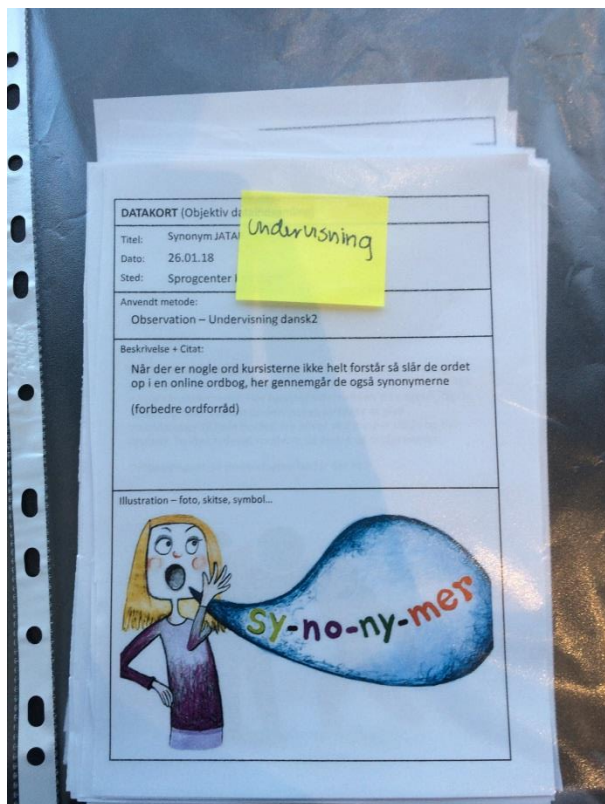 DATAKORT (Objektiv
undervisning
Titel: Synonym
Dato: 26.01.18
Sted: Sprogcenter
Anvendt metode:
Observation – Undervisning dansk2
Beskrivelse + Citat:
Når der er nogle ord kursisterne ikke helt forstår så slår de ordet
op i en online ordbog, her gennemgår de også synonymerne
(forbedre ordforråd)
Illustration – foto, skitse, symbol...
sy-no-ny-mer